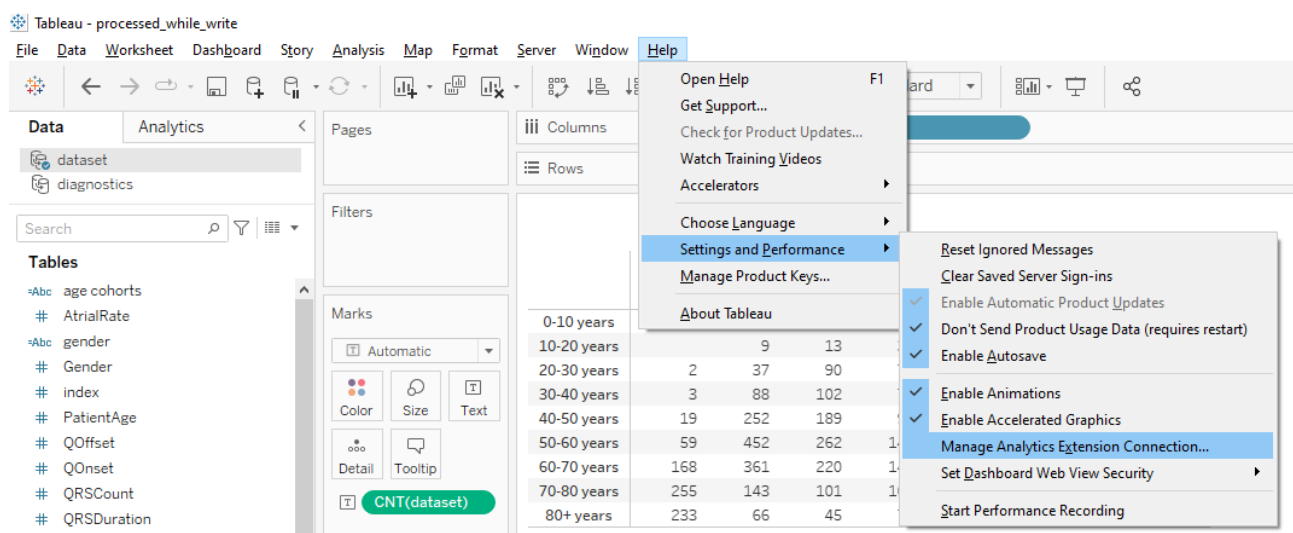 Tableau - processed_while_write
File Data Worksheet Dashboard Story Analysis Map Format Server Window Help
Data Analytics
dataset
diagnostics
Search
Tables
=Abc age cohorts
# AtrialRate
=Abc gender
# Gender
# index
# PatientAge
# QOffset
# QOnset
# QRSCount
# QRSDuration
Pages
Filters
Marks
T Automatic
Color Size Text
Detail Tooltip
T CNT(dataset)
Columns
Rows
0-10 years
10-20 years 9 13
20-30 years 2 37 90
30-40 years 3 88 102
40-50 years 19 252 189
50-60 years 59 452 262
60-70 years 168 361 220
70-80 years 255 143 101
80+ years 233 66 45
Open Help F1
Get Support...
Check for Product Updates...
Watch Training Videos
Accelerators
Choose Language
Settings and Performance
Manage Product Keys...
About Tableau
Reset Ignored Messages
Clear Saved Server Sign-ins
Enable Automatic Product Updates
Don't Send Product Usage Data (requires restart)
Enable Autosave
Enable Animations
Enable Accelerated Graphics
Manage Analytics Extension Connection...
Set Dashboard Web View Security
Start Performance Recording